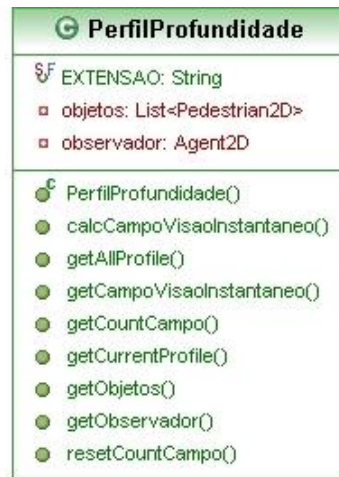 C PerfilProfundidade
S F EXTENSAO: String
objetos: List<Pedestrian2D>
observador: Agent2D
C PerfilProfundidade()
calcCampoVisaoInstantaneo()
getAllProfile()
getCampoVisaoInstantaneo()
getCountCampo()
getCurrentProfile()
getObjetos()
getObservador()
resetCountCampo()